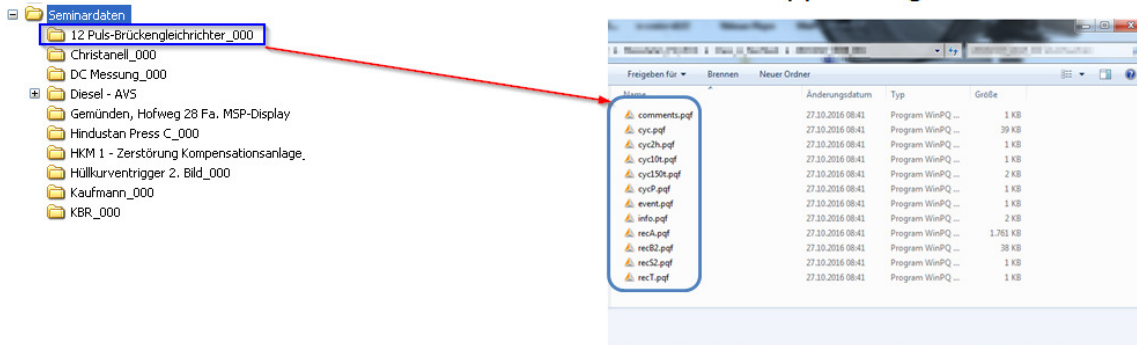 Seminardaten
12 Puls-Brückengleichrichter_000
Christanell_000
DC Messung_000
Diesel - AVS
Gemünden, Hofweg 28 Fa. MSP-Display
Hindustan Press C_000
HKM 1 - Zerstörung Kompensationsanlage_
Hüllkurventrigger 2. Bild_000
Kaufmann_000
KBR_000
Freigeben für Brennen Neuer Ordner
Name Änderungsdatum Typ Größe
comments.pqf 27.10.2016 08:41 Program WinPQ ... 1 KB
cyc.pqf 27.10.2016 08:41 Program WinPQ ... 39 KB
cyc2h.pqf 27.10.2016 08:41 Program WinPQ ... 1 KB
cyc10t.pqf 27.10.2016 08:41 Program WinPQ ... 1 KB
cyc150t.pqf 27.10.2016 08:41 Program WinPQ ... 2 KB
cycP.pqf 27.10.2016 08:41 Program WinPQ ... 1 KB
event.pqf 27.10.2016 08:41 Program WinPQ ... 1 KB
info.pqf 27.10.2016 08:41 Program WinPQ ... 2 KB
recA.pqf 27.10.2016 08:41 Program WinPQ ... 1.761 KB
recB2.pqf 27.10.2016 08:41 Program WinPQ ... 38 KB
recS2.pqf 27.10.2016 08:41 Program WinPQ ... 1 KB
recT.pqf 27.10.2016 08:41 Program WinPQ ... 1 KB